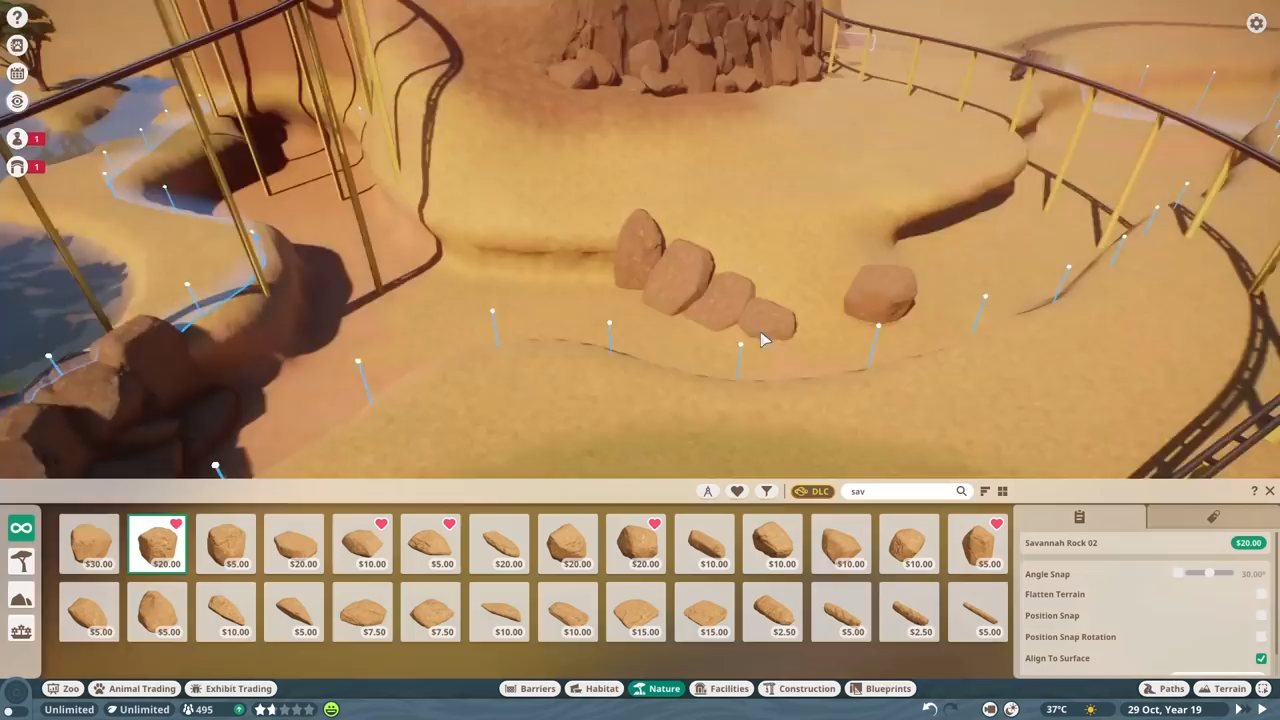 ?
1
1
DLC
sav
?
$30.00
$20.00
$5.00
$20.00
$10.00
$5.00
$20.00
$20.00
$20.00
$10.00
$10.00
$10.00
$10.00
$5.00
$5.00
$5.00
$10.00
$5.00
$7.50
$7.50
$10.00
$10.00
$15.00
$15.00
$2.50
$5.00
$2.50
$5.00
Savannah Rock 02
$20.00
Angle Snap
30.00°
Flatten Terrain
Position Snap
Position Snap Rotation
Align To Surface
Zoo
Animal Trading
Exhibit Trading
Barriers
Habitat
Nature
Facilities
Construction
Blueprints
Paths
Terrain
Unlimited
Unlimited
495
37°C
29 Oct, Year 19